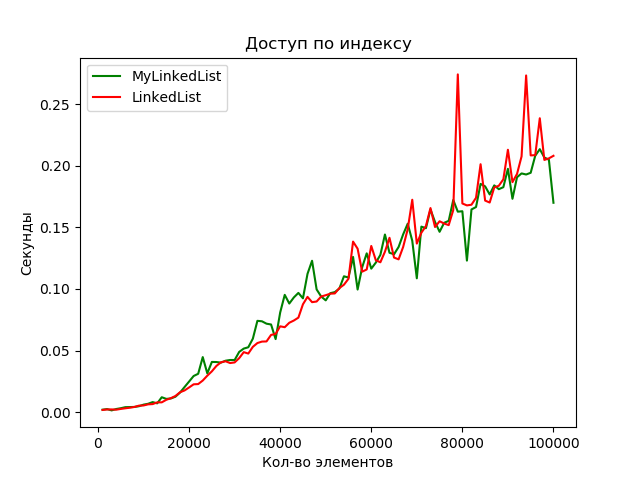 Доступ по индексу
MyLinkedList
LinkedList
Секунды
0.25
0.20
0.15
0.10
0.05
0.00
0 20000 40000 60000 80000 100000
Кол-во элементов